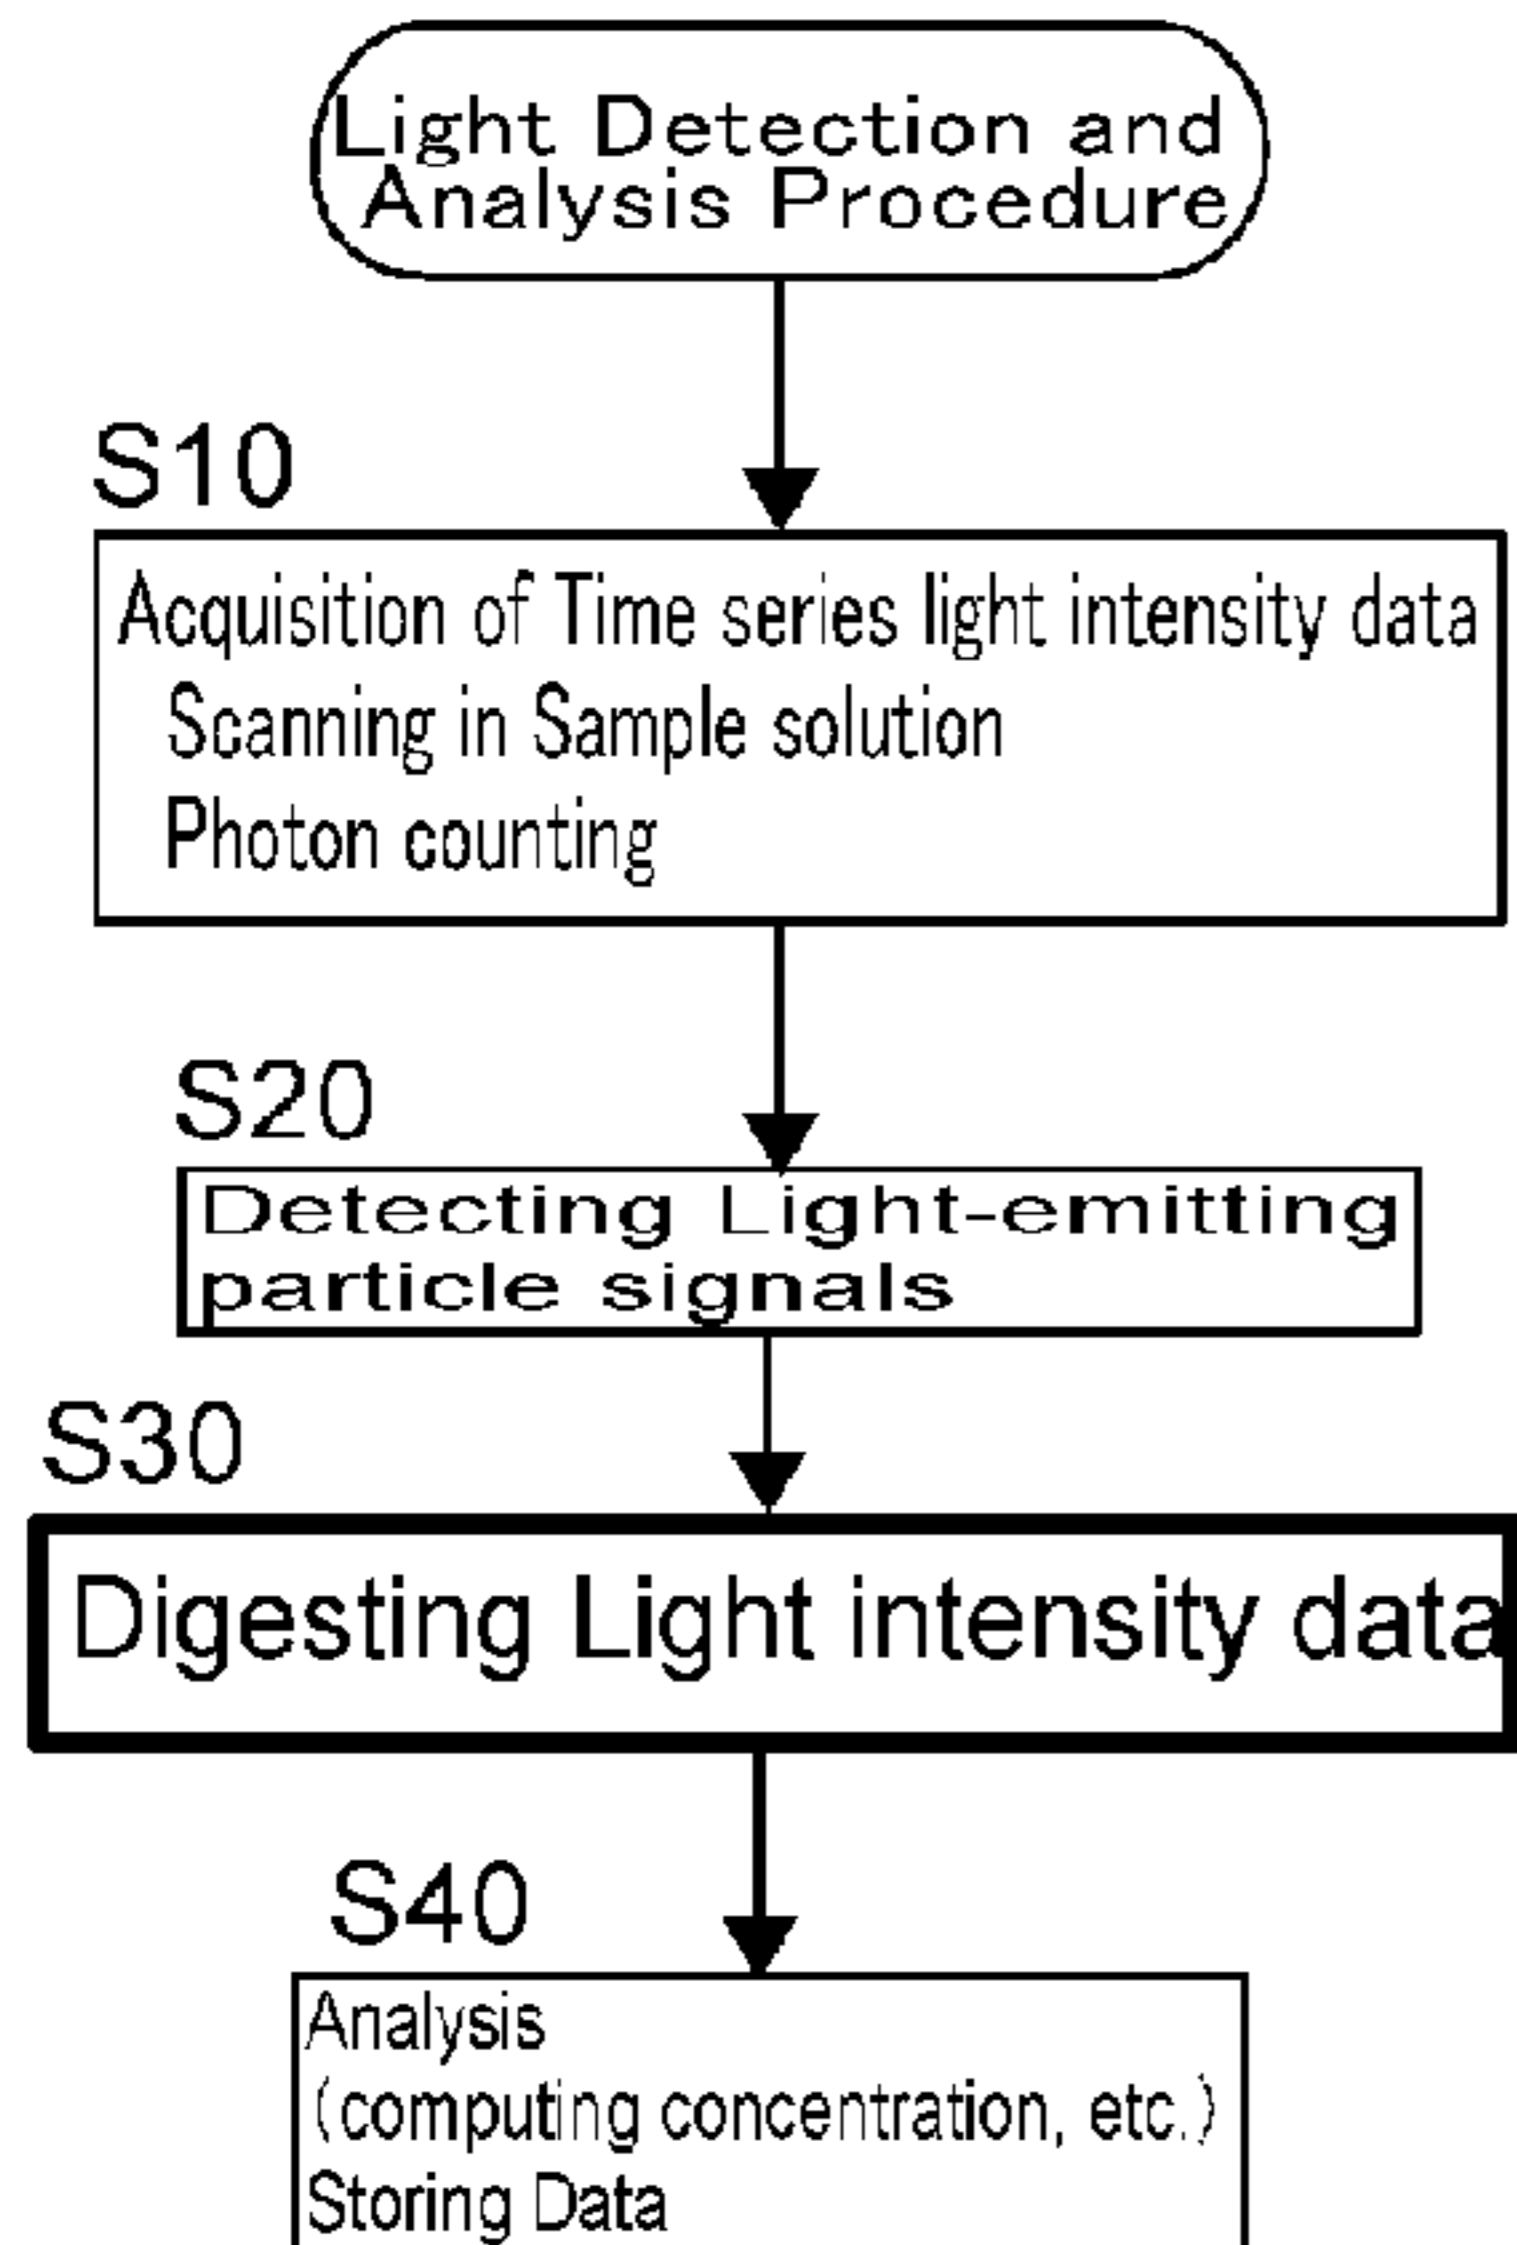 Light Detection and
Analysis Procedure
S10
Acquisition of Time series light intensity data
Scanning in Sample solution
Photon counting
S20
Detecting Light-emitting
particle signals
S30
Digesting Light intensity data
S40
Analysis
(computing concentration, etc.)
Storing Data